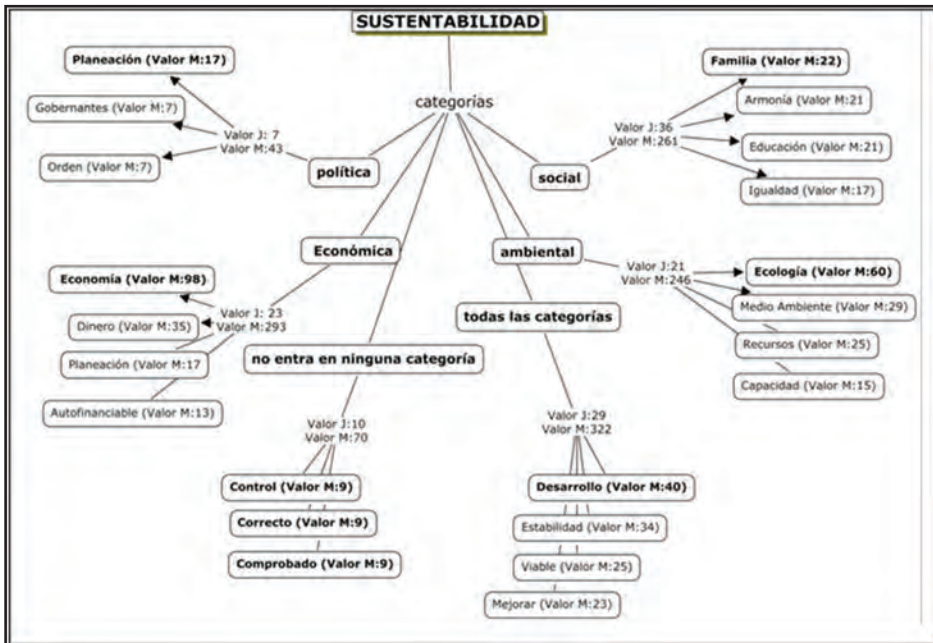 SUSTENTABILIDAD
categorías
Planeación (Valor M:17)
Gobernantes (Valor M:7)
Orden (Valor M:7)
Valor J: 7
Valor M:43
política
Familia (Valor M:22)
Armonía (Valor M:21
Educación (Valor M:21)
Igualdad (Valor M:17)
Valor J:36
Valor M:261
social
Económica
Economía (Valor M:98)
Dinero (Valor M:35)
Planeación (Valor M:17
Autofinanciable (Valor M:13)
Valor J: 23
Valor M:293
ambiental
Valor J:21
Valor M:246
Ecología (Valor M:60)
Medio Ambiente (Valor M:29)
Recursos (Valor M:25)
Capacidad (Valor M:15)
no entra en ninguna categoría
Valor J:10
Valor M:70
Control (Valor M:9)
Correcto (Valor M:9)
Comprobado (Valor M:9)
todas las categorías
Valor J:29
Valor M:322
Desarrollo (Valor M:40)
Estabilidad (Valor M:34)
Viable (Valor M:25)
Mejorar (Valor M:23)